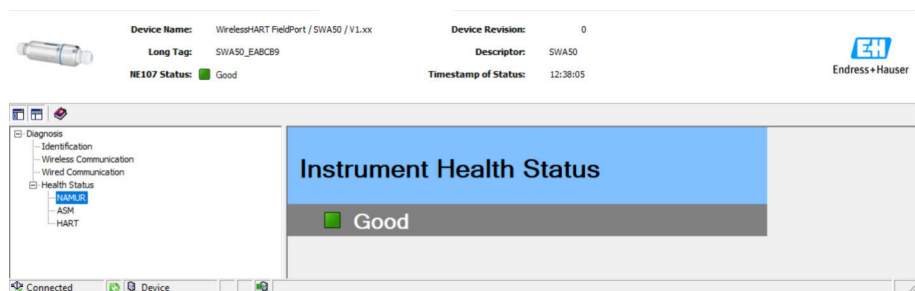 Device Name: WirelessHART FieldPort / SWA50 / V1.xx Device Revision: 0
Long Tag: SWA50_EABCB9 Descriptor: SWA50
NE107 Status: Good Timestamp of Status: 12:38:05
EH
Endress+Hauser
Diagnosis
Identification
Wireless Communication
Wired Communication
Health Status
NAMUR
ASM
HART
Instrument Health Status
Good
Connected Device